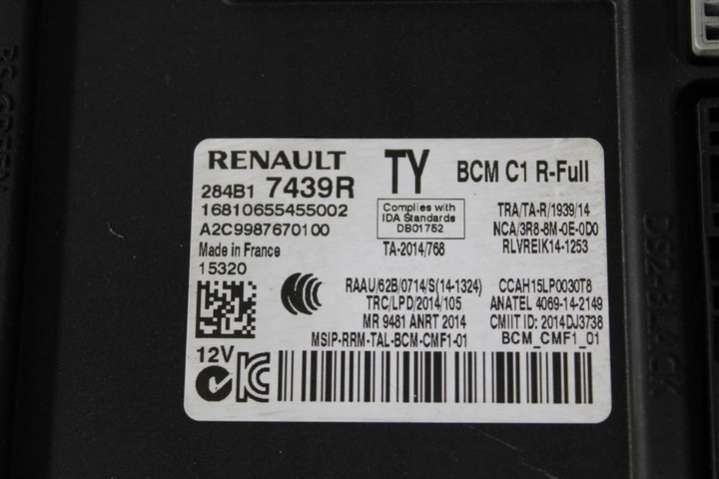 RENAULT TY BCM C1 R-Full
284B1 7439R
16810655455002
A2C9987670100
Made in France
15320
Complies with
IDA Standards
DB01752
TA-2014/768
TRA/TA-R/1939/14
NCA/3R8-8M-0E-0D0
RLVREIK14-1253
RAAU/62B/0714/S(14-1324) CCAH15LP0030T8
TRC/LPD/2014/105 ANATEL 4069-14-2149
MR 9481 ANRT 2014 CMIIT ID: 2014DJ3738
MSIP-RRM-TAL-BCM-CMF1-01 BCM_CMF1_01
12V